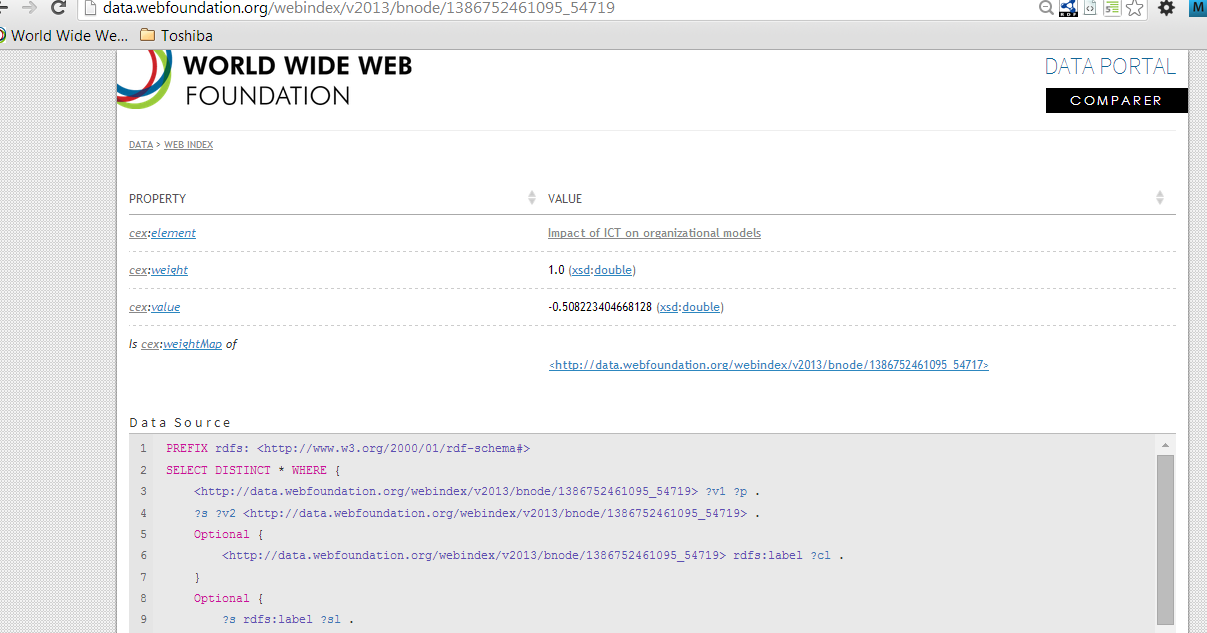 data.webfoundation.org/webindex/v2013/bnode/1386752461095_54719
World Wide We... Toshiba
WORLD WIDE WEB
FOUNDATION
DATA PORTAL
COMPARER
DATA > WEB INDEX
PROPERTY VALUE
cex:element Impact of ICT on organizational models
cex:weight 1.0 (xsd:double)
cex:value -0.508223404668128 (xsd:double)
Is cex:weightMap of
<http://data.webfoundation.org/webindex/v2013/bnode/1386752461095_54717>
Data Source
1 PREFIX rdfs: <http://www.w3.org/2000/01/rdf-schema#>
2 SELECT DISTINCT * WHERE {
3 <http://data.webfoundation.org/webindex/v2013/bnode/1386752461095_54719> ?v1 ?p .
4 ?s ?v2 <http://data.webfoundation.org/webindex/v2013/bnode/1386752461095_54719> .
5 Optional {
6 <http://data.webfoundation.org/webindex/v2013/bnode/1386752461095_54719> rdfs:label ?cl .
7 }
8 Optional {
9 ?s rdfs:label ?sl .